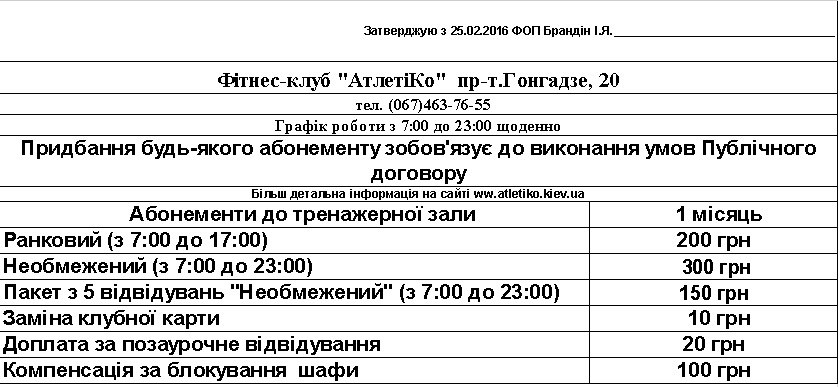 Затверджую з 25.02.2016 ФОП Брандін І.Я.
Фітнес-клуб "АтлетіКо" пр-т.Гонгадзе, 20
тел. (067)463-76-55
Графік роботи з 7:00 до 23:00 щоденно
Придбання будь-якого абонементу зобов'язує до виконання умов Публічного
договору
Більш детальна інформація на сайті ww.atletiko.kiev.ua
Абонементи до тренажерної зали 1 місяць
Ранковий (з 7:00 до 17:00) 200 грн
Необмежений (з 7:00 до 23:00) 300 грн
Пакет з 5 відвідувань "Необмежений" (з 7:00 до 23:00) 150 грн
Заміна клубної карти 10 грн
Доплата за позаурочне відвідування 20 грн
Компенсація за блокування шафи 100 грн